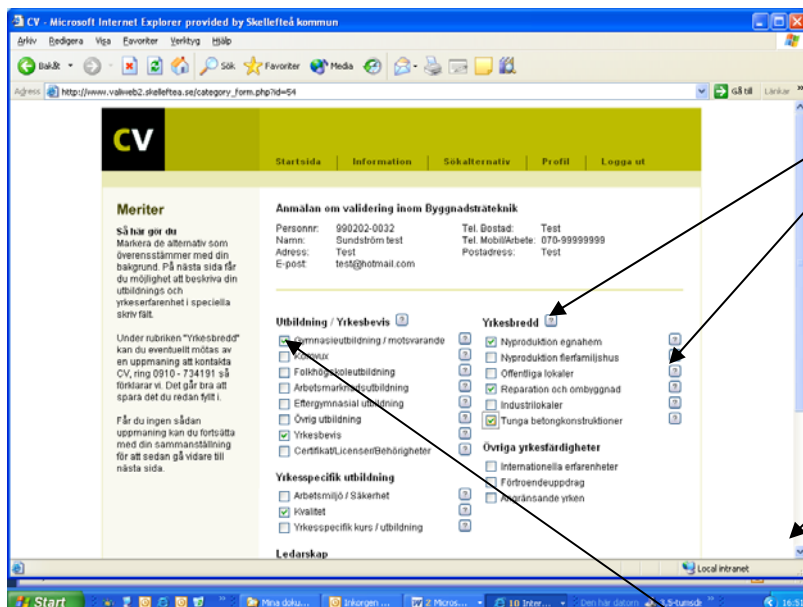 CV - Microsoft Internet Explorer provided by Skellefteå kommun
Arkiv Redigera Visa Favoriter Verktyg Hjälp
Bakåt Sök Favoriter Media
Adress http://www.valiweb2.skelleftea.se/category_form.php?id=54 Gå till Länkar »
CV
Startsida Information Sökalternativ Profil Logga ut
Meriter
Så här gör du
Markera de alternativ som
överensstämmer med din
bakgrund. På nästa sida får
du möjlighet att beskriva din
utbildnings och
yrkeserfarenhet i speciella
skriv fält.
Under rubriken "Yrkesbredd"
kan du eventuellt mötas av
en uppmaning att kontakta
CV, ring 0910 - 734191 så
förklarar vi. Det går bra att
spara det du redan fyllt i.
Får du ingen sådan
uppmaning kan du fortsätta
med din sammanställning
för att sedan gå vidare till
nästa sida.
Anmälan om validering inom Byggnadsträteknik
Personnr: 990202-0032 Tel. Bostad: Test
Namn: Sundström test Tel. Mobil/Arbete: 070-99999999
Adress: Test Postadress: Test
E-post: test@hotmail.com
Utbildning / Yrkesbevis ?
Gymnasieutbildning / motsvarande ?
Komvux ?
Folkhögskoleutbildning ?
Arbetsmarknadsutbildning ?
Eftergymnasial utbildning ?
Övrig utbildning ?
Yrkesbevis ?
Certifikat/Licenser/Behörigheter ?
Yrkesspecifik utbildning
Arbetsmiljö / Säkerhet ?
Kvalitet ?
Yrkesspecifik kurs / utbildning ?
Ledarskap
Yrkesbredd ?
Nyproduktion egnahem ?
Nyproduktion flerfamiljshus ?
Offentliga lokaler ?
Reparation och ombyggnad ?
Industrilokaler ?
Tunga betongkonstruktioner ?
Övriga yrkesfärdigheter
Internationella erfarenheter
Förtroendeuppdrag
Angränsande yrken
Local intranet
Start » Mina doku... Inkorgen ... 2 Micros... 10 Inter... Den här datorn 3,5-tumsdi »